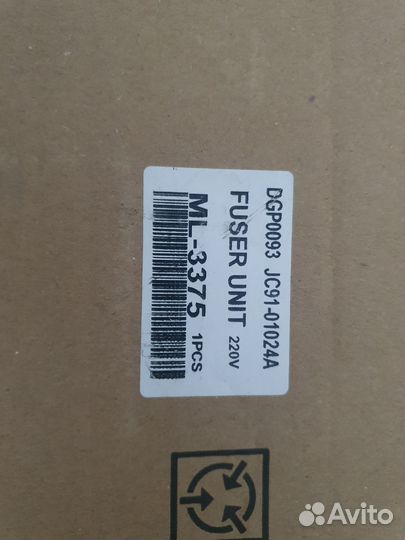 DGP0093 JC91-01024A
FUSER UNIT 220V
ML-3375 1PCS
Avito